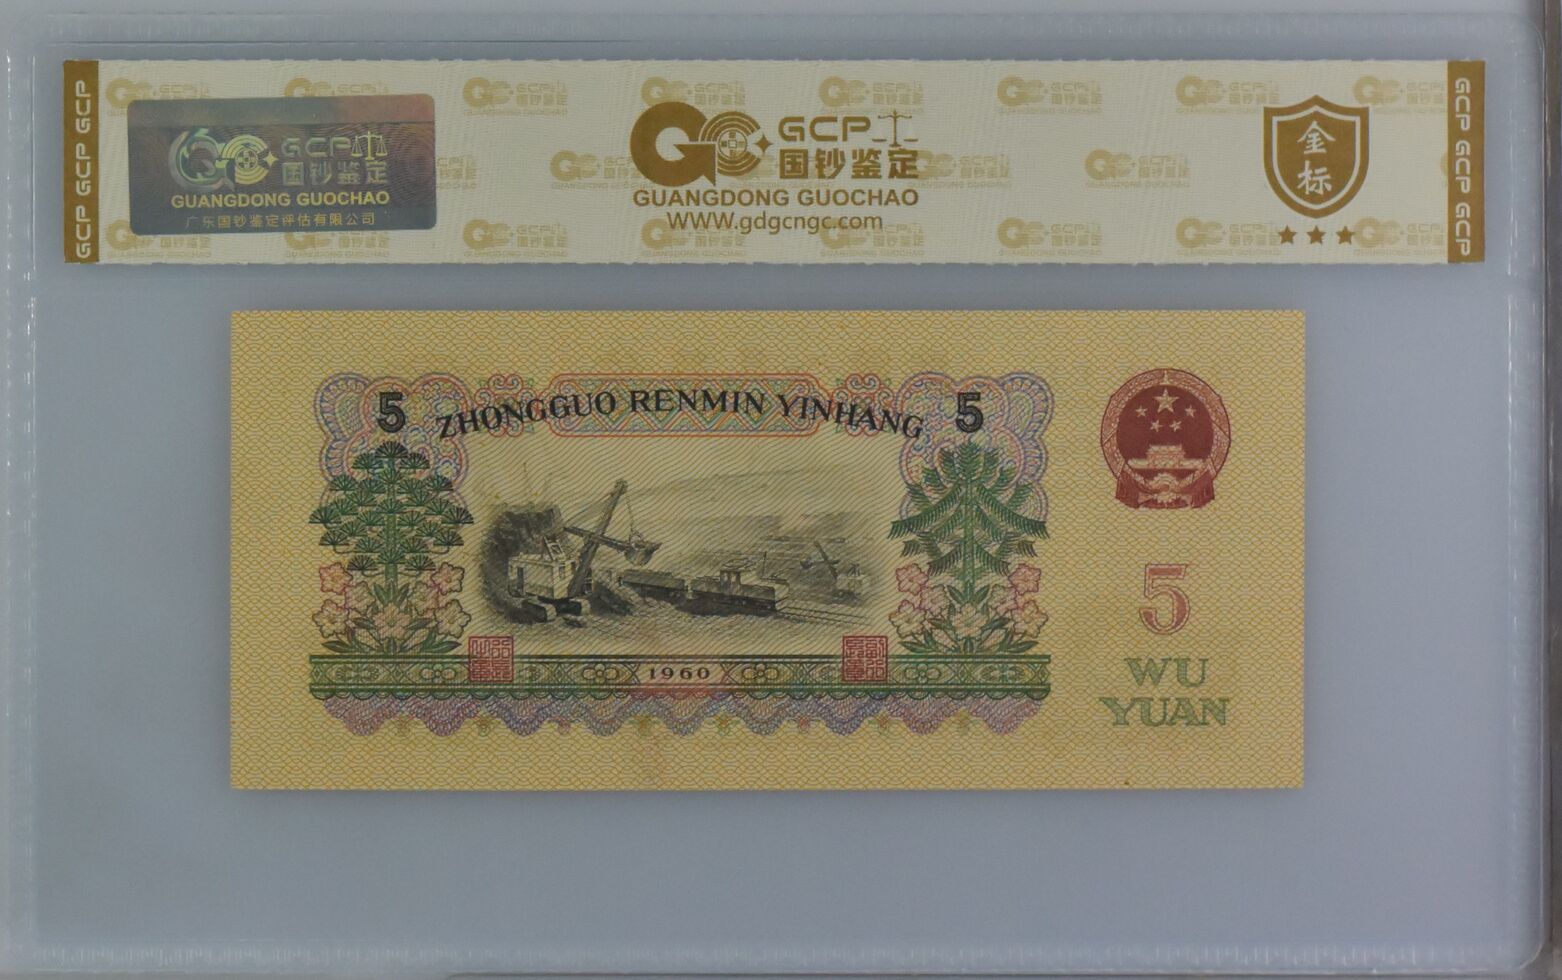 GCP GCP GCP
GCP 国钞鉴定
GUANGDONG GUOCHAO
广东国钞鉴定评估有限公司
GCP
国钞鉴定
GUANGDONG GUOCHAO
WWW.gdgcngc.com
金标
GCP GCP GCP
5 ZHONGGUO RENMIN YINHANG 5
5
WU
YUAN
1960